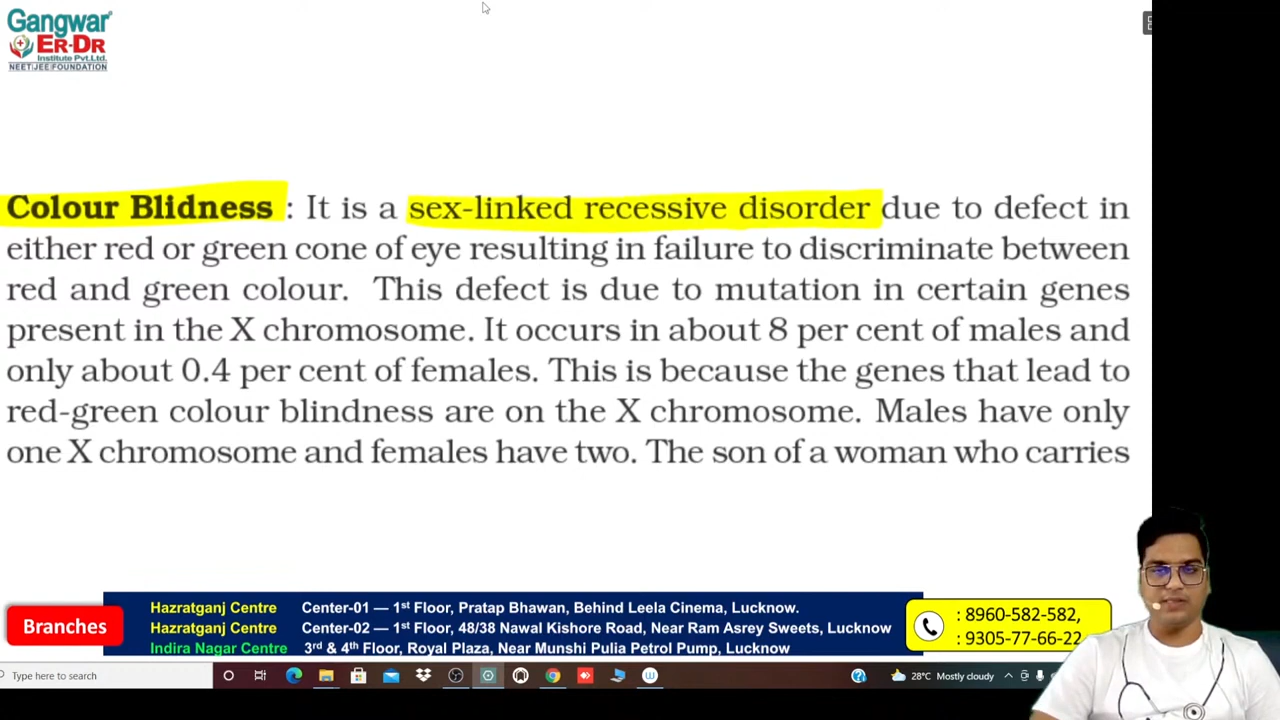 Gangwar
ER-DR
Institute Pvt.Ltd.
NEET|JEE|FOUNDATION
Colour Blidness : It is a sex-linked recessive disorder due to defect in
either red or green cone of eye resulting in failure to discriminate between
red and green colour. This defect is due to mutation in certain genes
present in the X chromosome. It occurs in about 8 per cent of males and
only about 0.4 per cent of females. This is because the genes that lead to
red-green colour blindness are on the X chromosome. Males have only
one X chromosome and females have two. The son of a woman who carries
Branches
Hazratganj Centre Center-01 — 1st Floor, Pratap Bhawan, Behind Leela Cinema, Lucknow.
Hazratganj Centre Center-02 — 1st Floor, 48/38 Nawal Kishore Road, Near Ram Asrey Sweets, Lucknow
Indira Nagar Centre 3rd & 4th Floor, Royal Plaza, Near Munshi Pulia Petrol Pump, Lucknow
: 8960-582-582,
: 9305-77-66-22
Type here to search
28°C Mostly cloudy